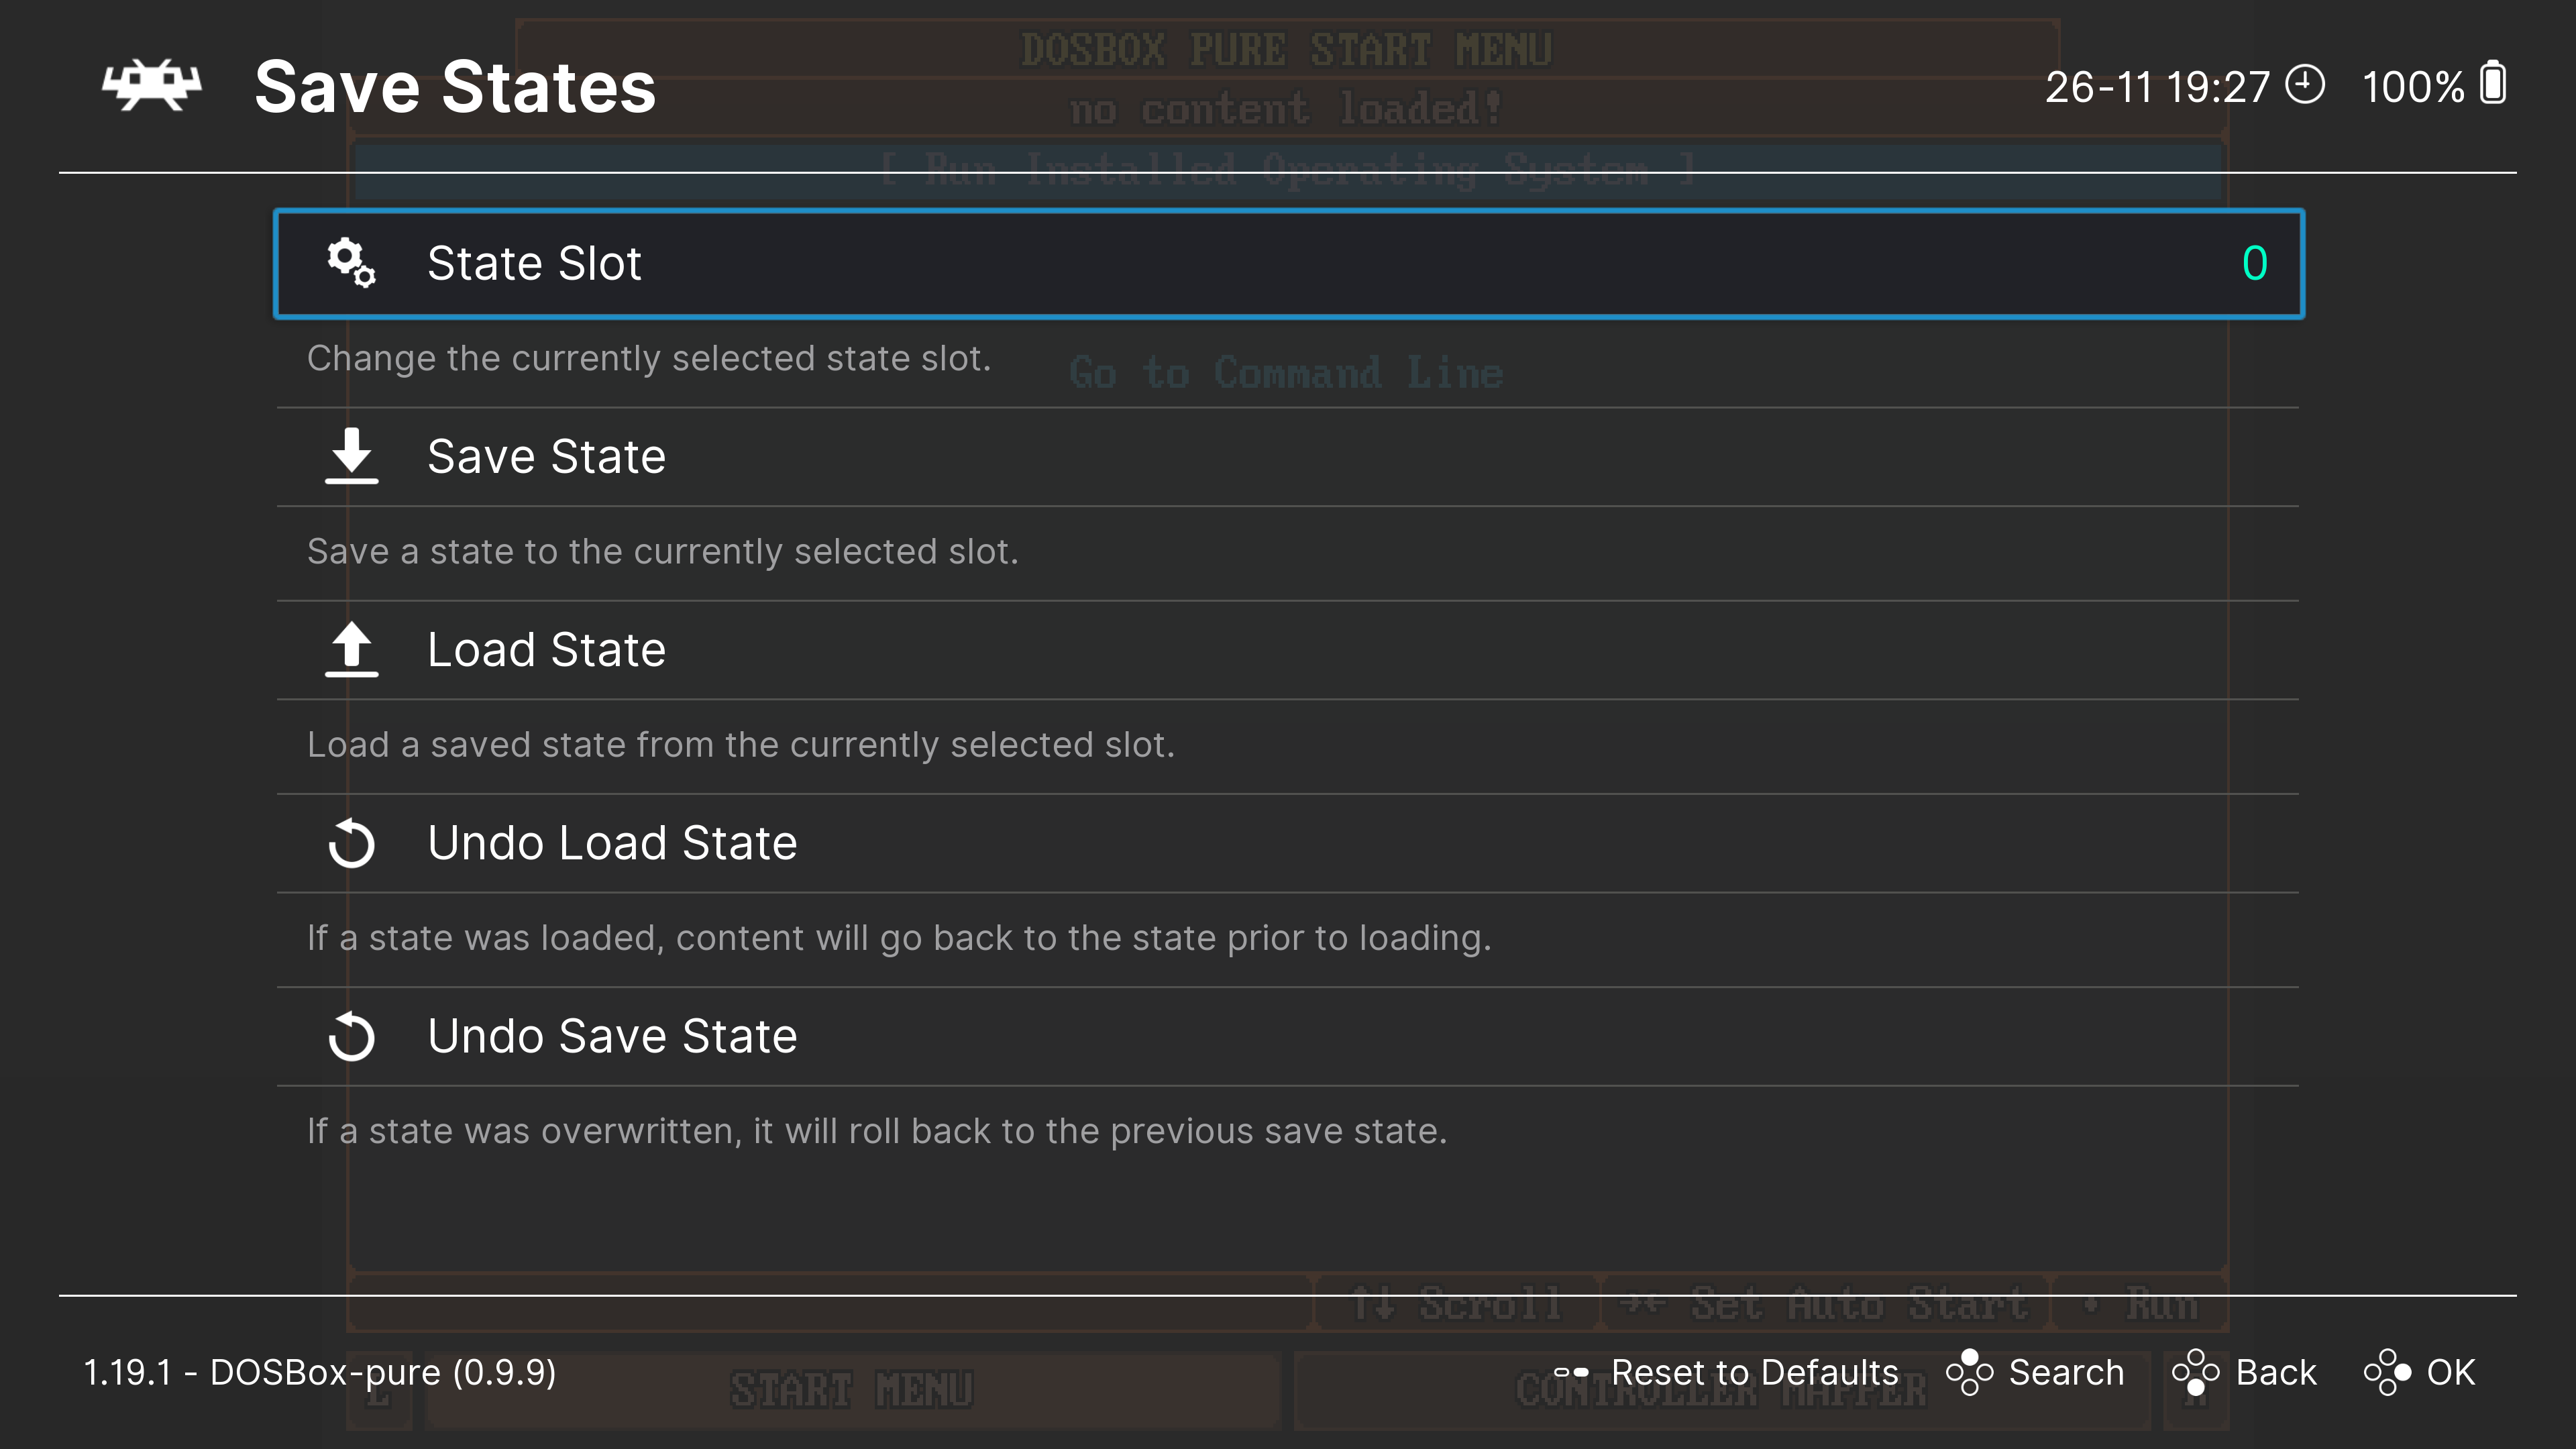 DOSBOX PURE START MENU
Save States
26-11 19:27 100%
no content loaded!
[ Run Installed Operating System ]
State Slot 0
Change the currently selected state slot.
Go to Command Line
Save State
Save a state to the currently selected slot.
Load State
Load a saved state from the currently selected slot.
Undo Load State
If a state was loaded, content will go back to the state prior to loading.
Undo Save State
If a state was overwritten, it will roll back to the previous save state.
↑↓ Scroll →← Set Auto Start • Run
1.19.1 - DOSBox-pure (0.9.9) Reset to Defaults Search Back OK
L START MENU CONTROLLER MAPPER R